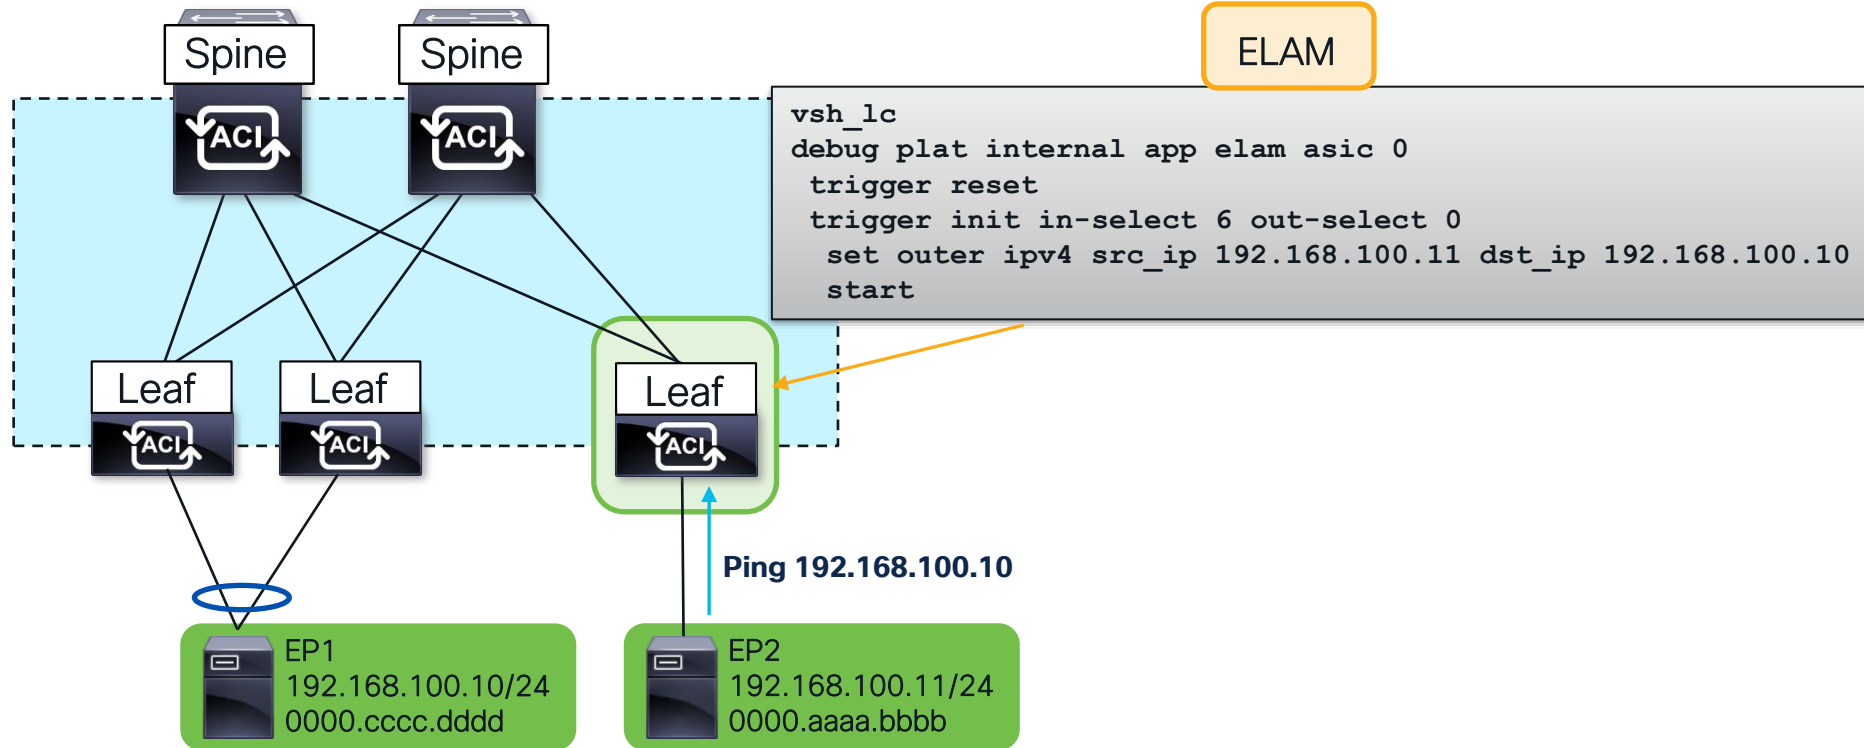 Spine
Spine
ELAM
ACI
ACI
vsh_lc
debug plat internal app elam asic 0
trigger reset
trigger init in-select 6 out-select 0
set outer ipv4 src_ip 192.168.100.11 dst_ip 192.168.100.10
start
Leaf
Leaf
Leaf
ACI
ACI
ACI
Ping 192.168.100.10
EP1
192.168.100.10/24
0000.cccc.dddd
EP2
192.168.100.11/24
0000.aaaa.bbbb